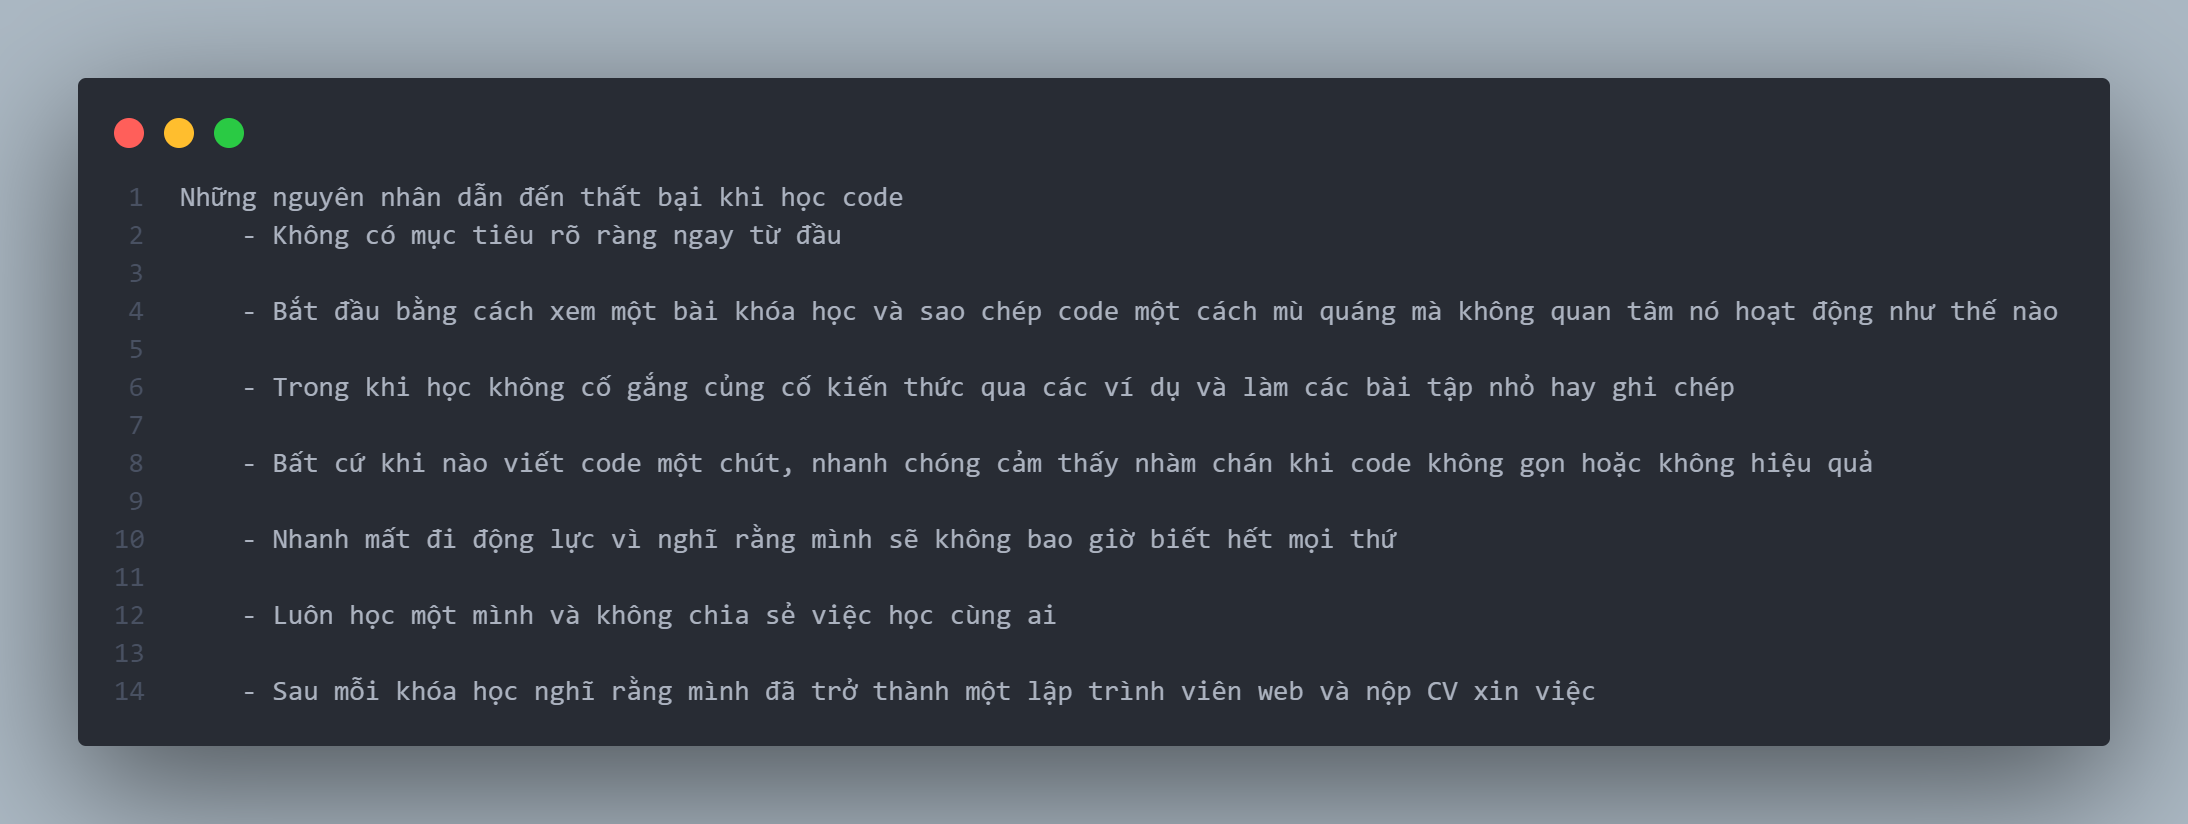 1 Những nguyên nhân dẫn đến thất bại khi học code
2 - Không có mục tiêu rõ ràng ngay từ đầu
3
4 - Bắt đầu bằng cách xem một bài khóa học và sao chép code một cách mù quáng mà không quan tâm nó hoạt động như thế nào
5
6 - Trong khi học không cố gắng củng cố kiến thức qua các ví dụ và làm các bài tập nhỏ hay ghi chép
7
8 - Bất cứ khi nào viết code một chút, nhanh chóng cảm thấy nhàm chán khi code không gọn hoặc không hiệu quả
9
10 - Nhanh mất đi động lực vì nghĩ rằng mình sẽ không bao giờ biết hết mọi thứ
11
12 - Luôn học một mình và không chia sẻ việc học cùng ai
13
14 - Sau mỗi khóa học nghĩ rằng mình đã trở thành một lập trình viên web và nộp CV xin việc